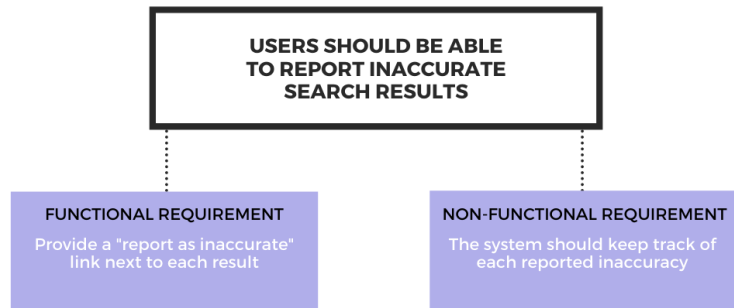 USERS SHOULD BE ABLE
TO REPORT INACCURATE
SEARCH RESULTS
FUNCTIONAL REQUIREMENT
Provide a "report as inaccurate"
link next to each result
NON-FUNCTIONAL REQUIREMENT
The system should keep track of
each reported inaccuracy